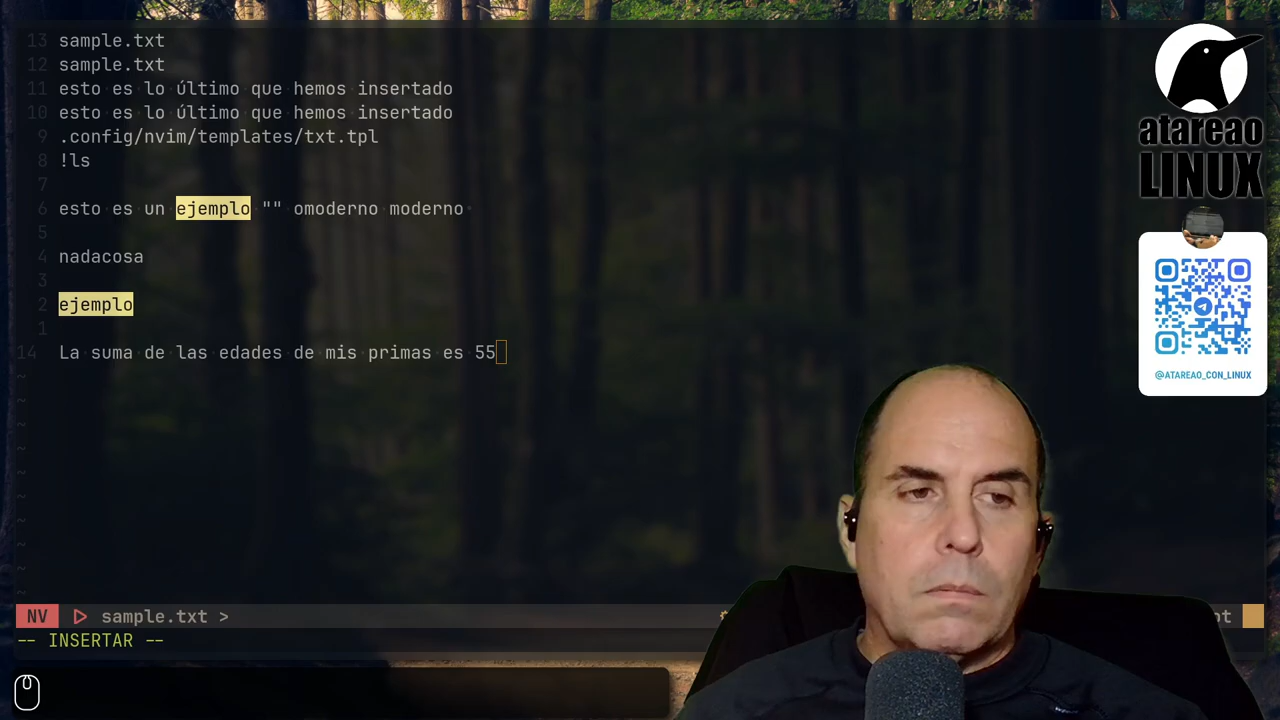 13 sample.txt
12 sample.txt
11 esto es lo último que hemos insertado
10 esto es lo último que hemos insertado
9 .config/nvim/templates/txt.tpl
8 !ls
7
6 esto es un ejemplo "" omoderno moderno
5
4 nadacosa
3
2 ejemplo
1
14 La suma de las edades de mis primas es 55
~
~
~
~
~
~
~
~
~
~
NV sample.txt >
-- INSERTAR --
atareao
LINUX
@ATAREAO_CON_LINUX